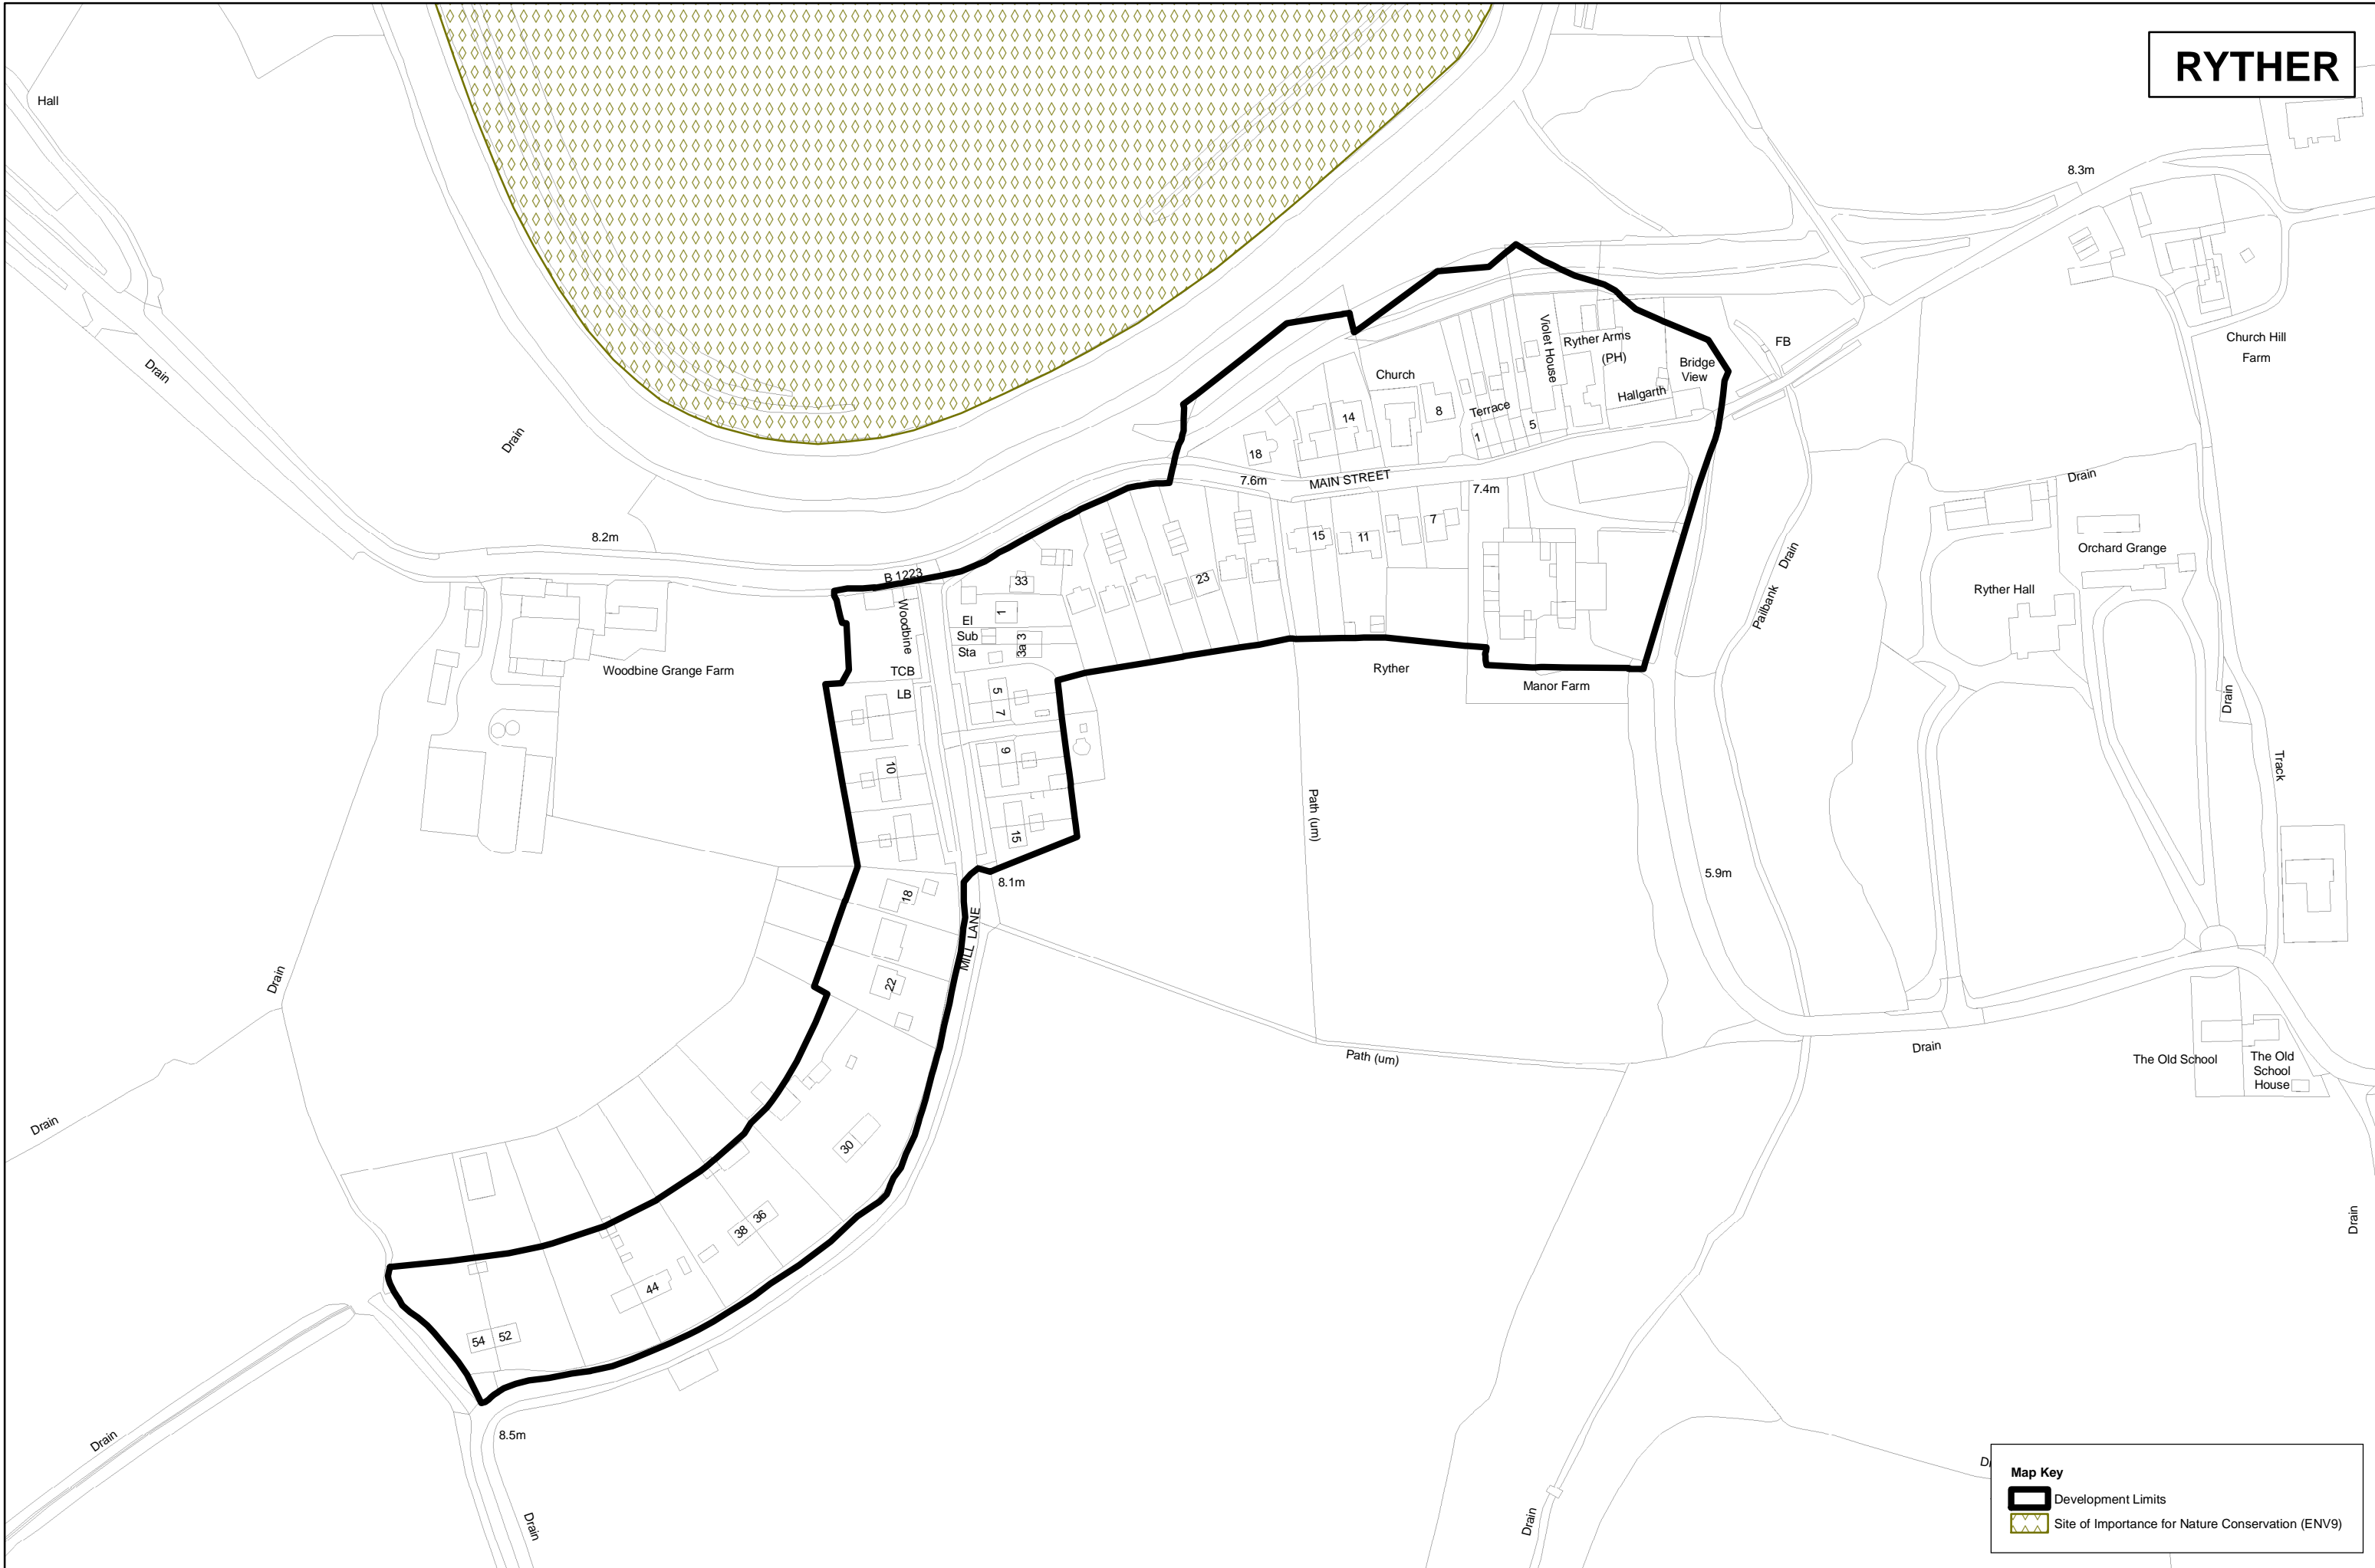 RYTHER
Hall
8.3m
Drain
Drain
Church Hill
Farm
FB
Violet House
Ryther Arms
(PH)
Bridge
View
Hallgarth
Church
14
8
Terrace
1
5
18
7.6m
MAIN STREET
7.4m
Drain
8.2m
B 1223
33
23
15
11
7
Orchard Grange
Ryther Hall
Pailbank
Drain
Woodbine
1
El
Sub
Sta
3
3a
TCB
LB
Woodbine Grange Farm
Ryther
Manor Farm
5
7
Drain
9
10
Track
Path (um)
15
18
8.1m
5.9m
MILL LANE
22
Drain
Path (um)
Drain
The Old School
The Old
School
House
Drain
30
36
38
Drain
44
54
52
8.5m
Drain
Drain
Drain
Map Key
Development Limits
Site of Importance for Nature Conservation (ENV9)